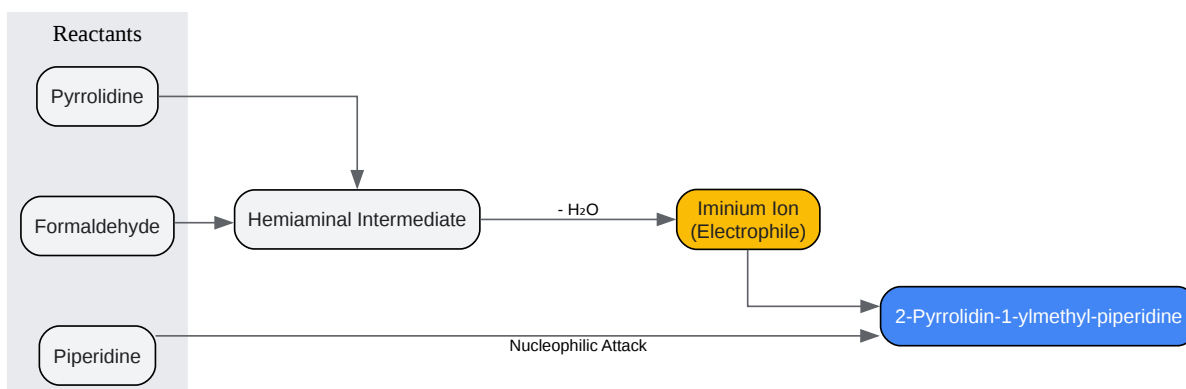 Reactants
Pyrrolidine
Formaldehyde
Hemiaminal Intermediate
- H₂O
Iminium Ion
(Electrophile)
2-Pyrrolidin-1-ylmethyl-piperidine
Piperidine
Nucleophilic Attack